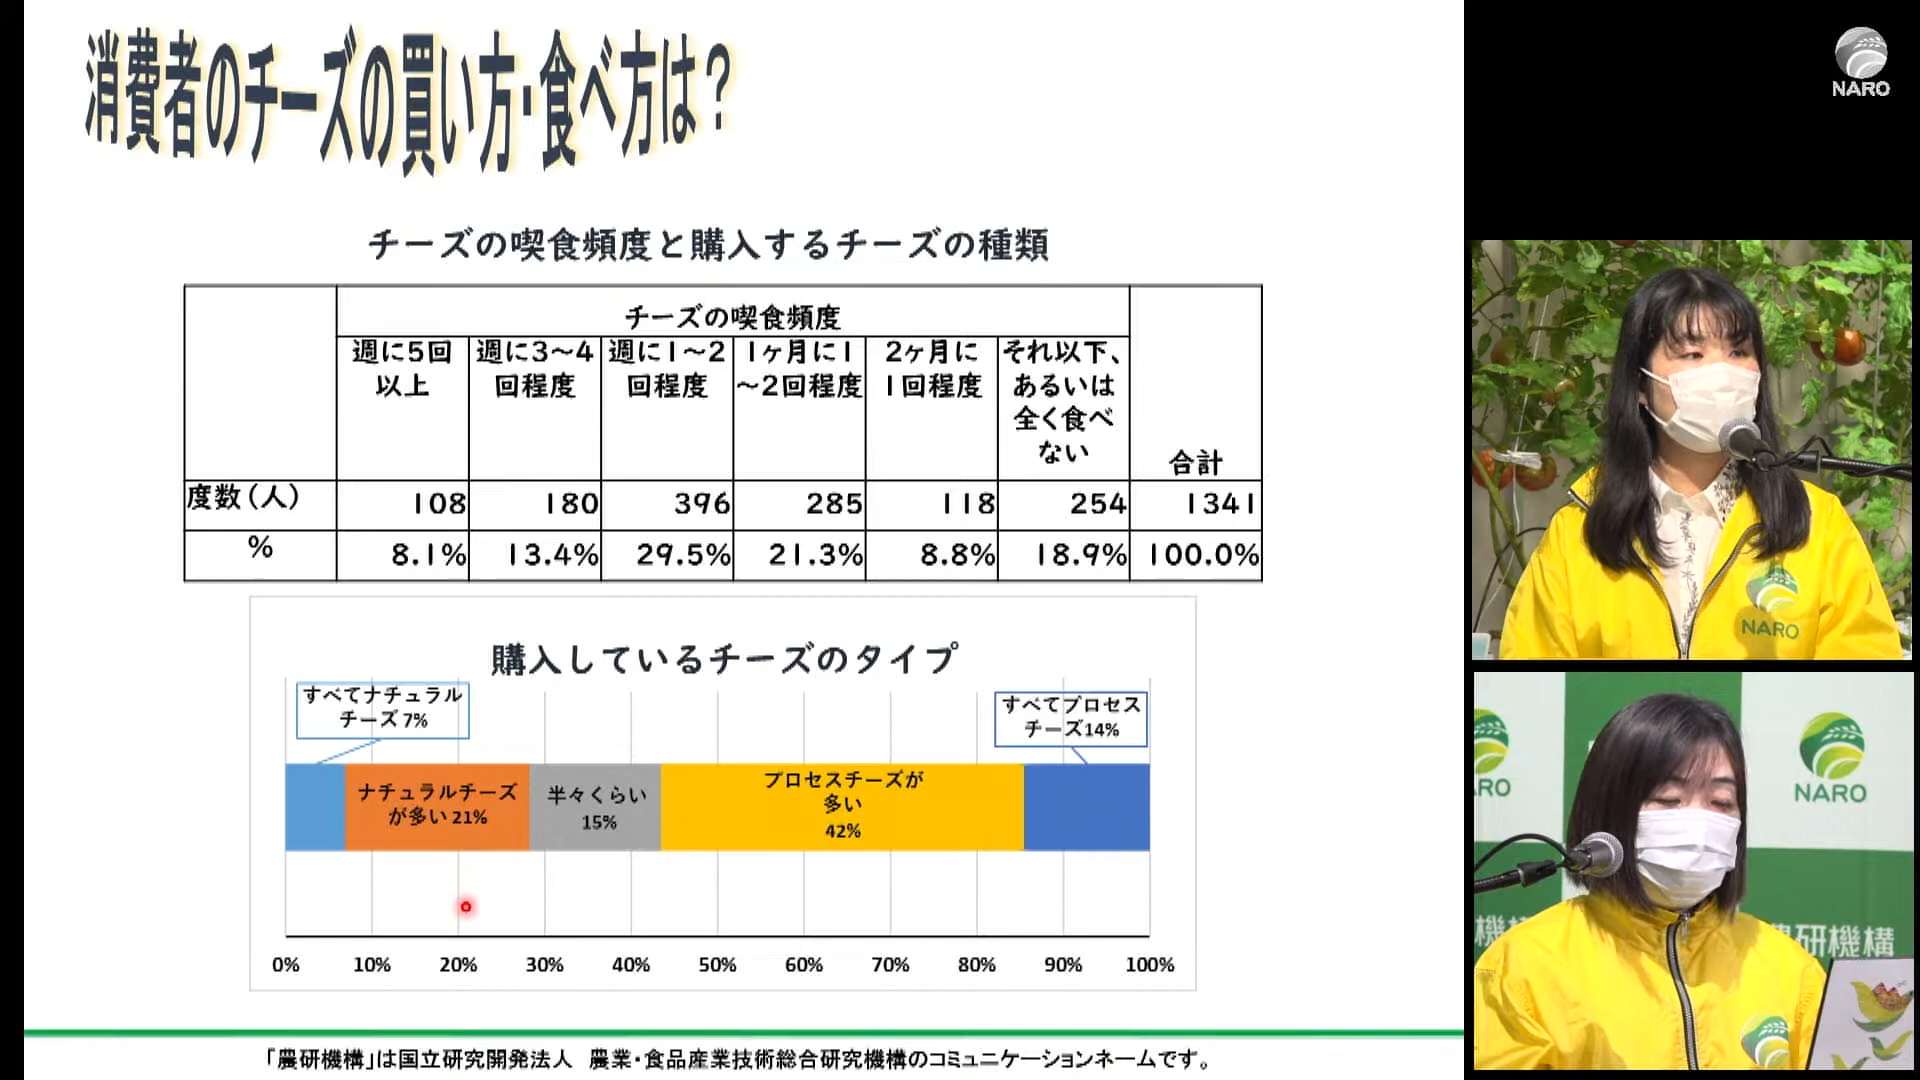 消費者のチーズの買い方・食べ方は？
チーズの喫食頻度と購入するチーズの種類
チーズの喫食頻度
週に5回
以上
週に3～4
回程度
週に1～2
回程度
1ヶ月に1
～2回程度
2ヶ月に
1回程度
それ以下、
あるいは
全く食べ
ない
合計
度数（人） 108 180 396 285 118 254 1341
% 8.1% 13.4% 29.5% 21.3% 8.8% 18.9% 100.0%
購入しているチーズのタイプ
すべてナチュラル
チーズ 7%
すべてプロセス
チーズ14%
ナチュラルチーズ
が多い 21%
半々くらい
15%
プロセスチーズが
多い
42%
0% 10% 20% 30% 40% 50% 60% 70% 80% 90% 100%
「農研機構」は国立研究開発法人　農業・食品産業技術総合研究機構のコミュニケーションネームです。
NARO
NARO
NARO
農研機構